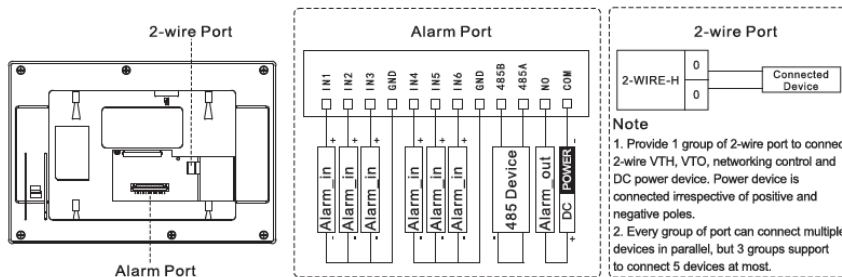 2-wire Port
Alarm Port
Alarm Port
IN1
IN2
IN3
GND
IN4
IN5
IN6
GND
485B
485A
NO
COM
+
+
+
+
+
+
-
Alarm_in
Alarm_in
Alarm_in
Alarm_in
Alarm_in
Alarm_in
485 Device
Alarm_out
DC POWER
-
-
-
-
-
-
+
2-wire Port
2-WIRE-H
0
0
Connected
Device
Note
1. Provide 1 group of 2-wire port to connec
2-wire VTH, VTO, networking control and
DC power device. Power device is
connected irrespective of positive and
negative poles.
2. Every group of port can connect multiple
devices in parallel, but 3 groups support
to connect 5 devices at most.